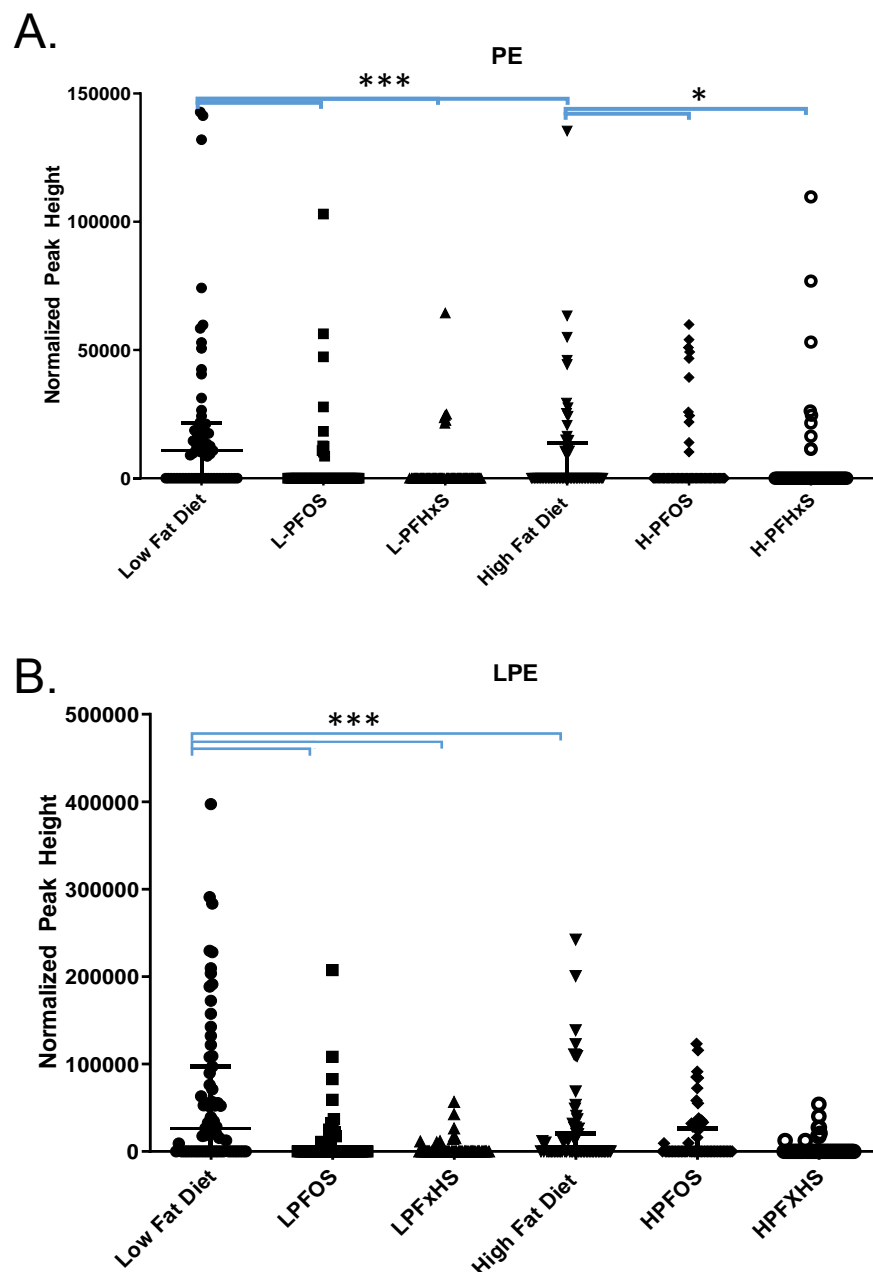 A.
PE
***
*
150000
100000
50000
0
Normalized Peak Height
Low Fat Diet
L-PFOS
L-PFHxS
High Fat Diet
H-PFOS
H-PFHxS
B.
LPE
***
500000
400000
300000
200000
100000
0
Normalized Peak Height
Low Fat Diet
LPFOS
LPFxHS
High Fat Diet
HPFOS
HPFXHS